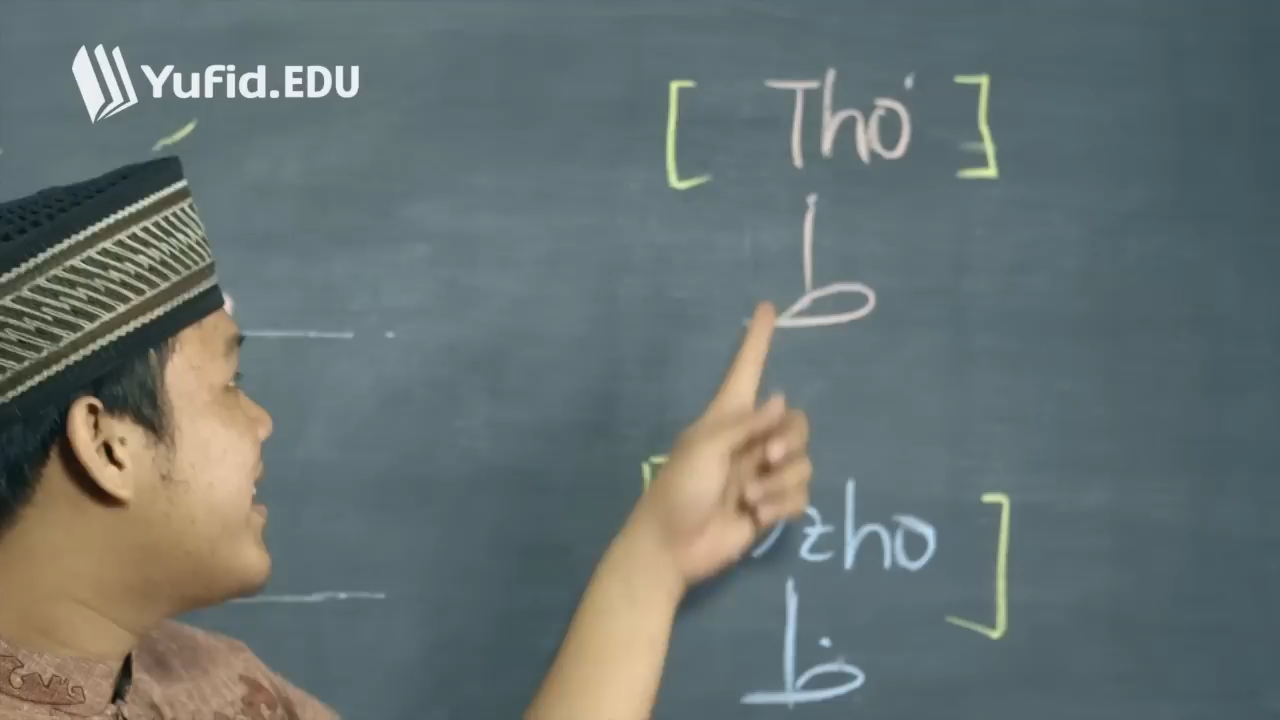 Yufid.EDU
[ Tho' ]
ط
zho ]
ظ